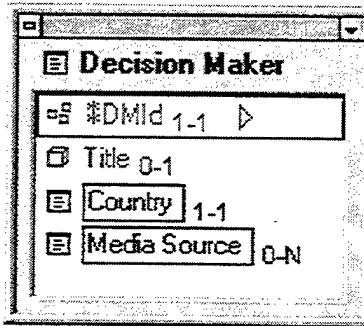 Decision Maker
*DMId 1-1
Title 0-1
Country 1-1
Media Source 0-N